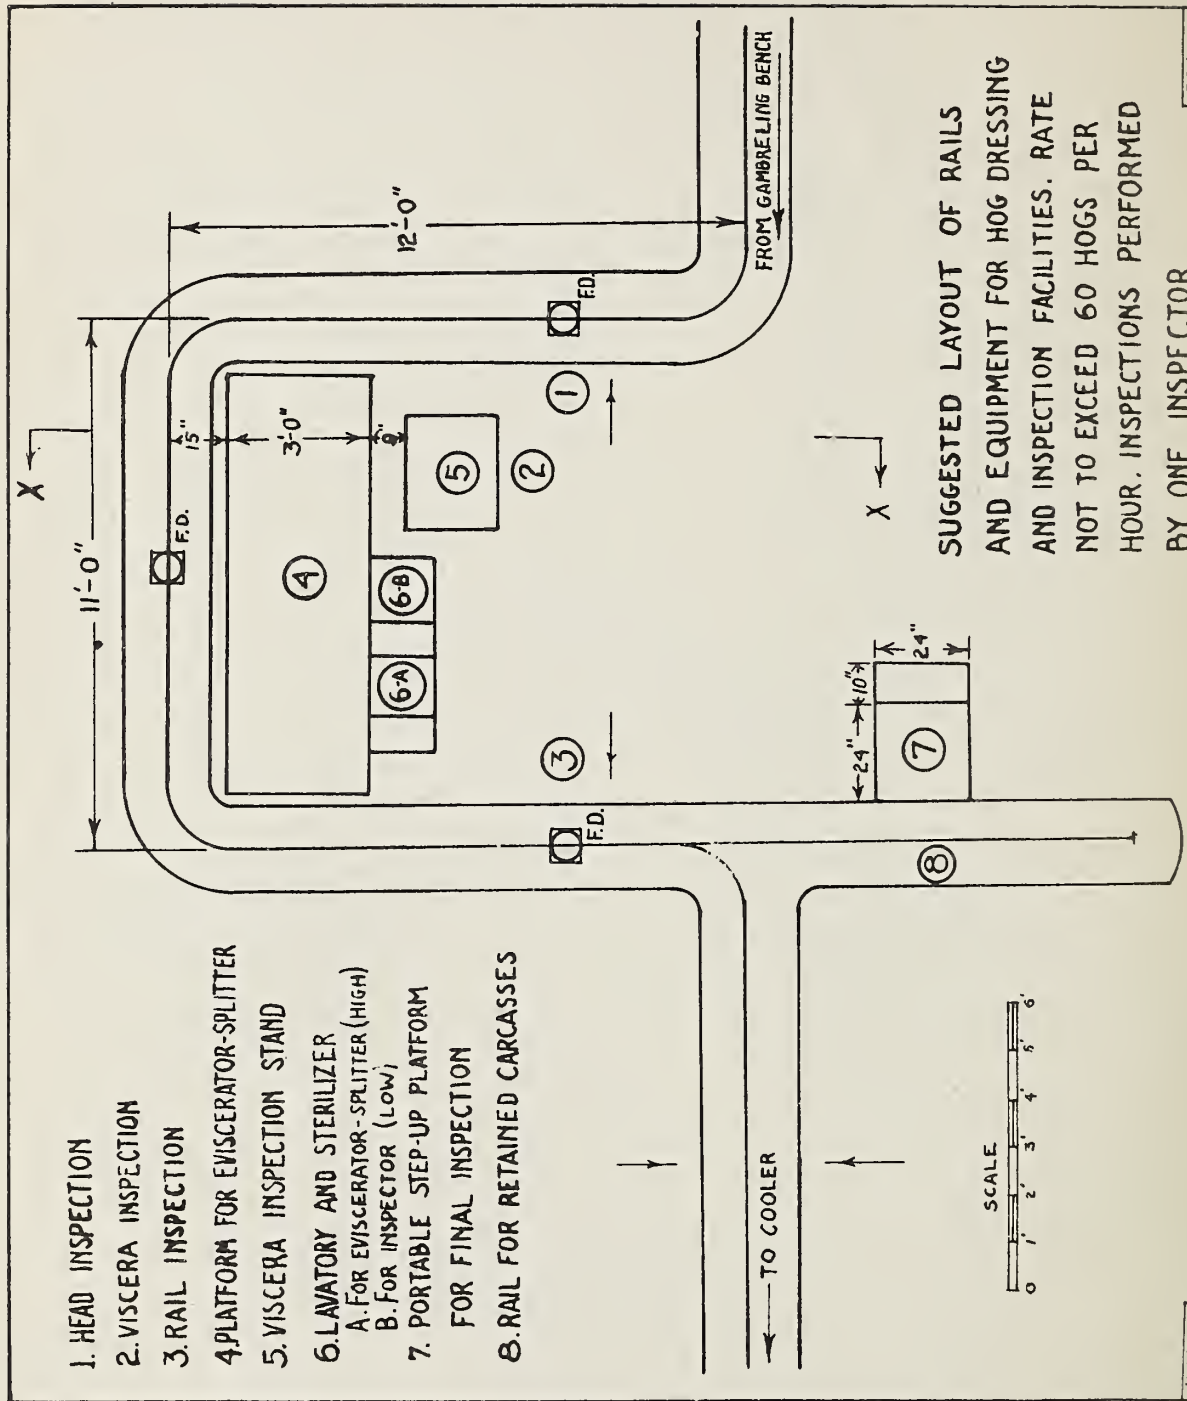 1. HEAD INSPECTION
2. VISCERA INSPECTION
3. RAIL INSPECTION
4. PLATFORM FOR EVISCERATOR-SPLITTER
5. VISCERA INSPECTION STAND
6. LAVATORY AND STERILIZER
A. FOR EVISCERATOR-SPLITTER (HIGH)
B. FOR INSPECTOR (LOW)
7. PORTABLE STEP-UP PLATFORM
FOR FINAL INSPECTION
8. RAIL FOR RETAINED CARCASSES
X
11'-0"
F.D.
15"
3'-0"
4
5
2
6-A
6-B
1
F.D.
12'-0"
FROM GAMBRELING BENCH
3
F.D.
X
24"
10"
24"
7
8
TO COOLER
SCALE
0 1' 2' 3' 4' 5' 6'
SUGGESTED LAYOUT OF RAILS
AND EQUIPMENT FOR HOG DRESSING
AND INSPECTION FACILITIES. RATE
NOT TO EXCEED 60 HOGS PER
HOUR. INSPECTIONS PERFORMED
BY ONE INSPECTOR